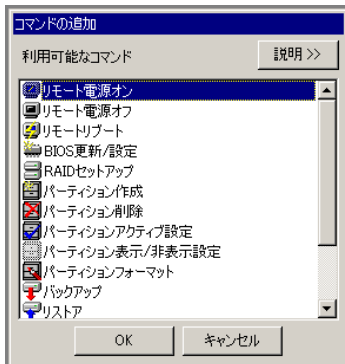 コマンドの追加
利用可能なコマンド
説明 >>
リモート電源オン
リモート電源オフ
リモートリブート
BIOS更新/設定
RAIDセットアップ
パーティション作成
パーティション削除
パーティションアクティブ設定
パーティション表示/非表示設定
パーティションフォーマット
バックアップ
リストア
OK
キャンセル